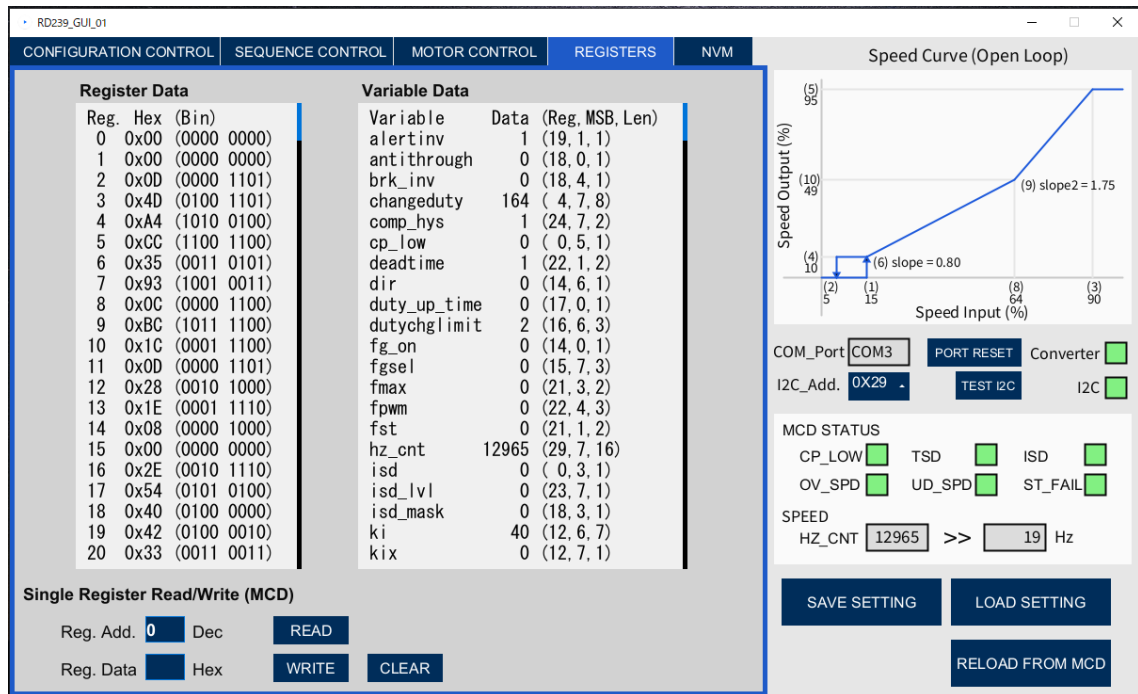 RD239_GUI_01
CONFIGURATION CONTROL SEQUENCE CONTROL MOTOR CONTROL REGISTERS NVM
Register Data
Reg. Hex (Bin)
0 0x00 (0000 0000)
1 0x00 (0000 0000)
2 0x0D (0000 1101)
3 0x4D (0100 1101)
4 0xA4 (1010 0100)
5 0xCC (1100 1100)
6 0x35 (0011 0101)
7 0x93 (1001 0011)
8 0x0C (0000 1100)
9 0xBC (1011 1100)
10 0x1C (0001 1100)
11 0x0D (0000 1101)
12 0x28 (0010 1000)
13 0x1E (0001 1110)
14 0x08 (0000 1000)
15 0x00 (0000 0000)
16 0x2E (0010 1110)
17 0x54 (0101 0100)
18 0x40 (0100 0000)
19 0x42 (0100 0010)
20 0x33 (0011 0011)
Variable Data
Variable Data (Reg,MSB,Len)
alertinv 1 (19,1,1)
antithrough 0 (18,0,1)
brk_inv 0 (18,4,1)
changeduty 164 ( 4,7,8)
comp_hys 1 (24,7,2)
cp_low 0 ( 0,5,1)
deadtime 1 (22,1,2)
dir 0 (14,6,1)
duty_up_time 0 (17,0,1)
dutychglimit 2 (16,6,3)
fg_on 0 (14,0,1)
fgsel 0 (15,7,3)
fmax 0 (21,3,2)
fpwm 0 (22,4,3)
fst 0 (21,1,2)
hz_cnt 12965 (29,7,16)
isd 0 ( 0,3,1)
isd_lvl 0 (23,7,1)
isd_mask 0 (18,3,1)
ki 40 (12,6,7)
kix 0 (12,7,1)
Single Register Read/Write (MCD)
Reg. Add. 0 Dec READ
Reg. Data Hex WRITE CLEAR
Speed Curve (Open Loop)
Speed Output (%)
(5)
95
(10)
49
(4)
10
(9) slope2 = 1.75
(6) slope = 0.80
(2) (1) (8) (3)
5 15 64 90
Speed Input (%)
COM_Port COM3 PORT RESET Converter
I2C_Add. 0X29 TEST I2C I2C
MCD STATUS
CP_LOW TSD ISD
OV_SPD UD_SPD ST_FAIL
SPEED
HZ_CNT 12965 >> 19 Hz
SAVE SETTING LOAD SETTING
RELOAD FROM MCD